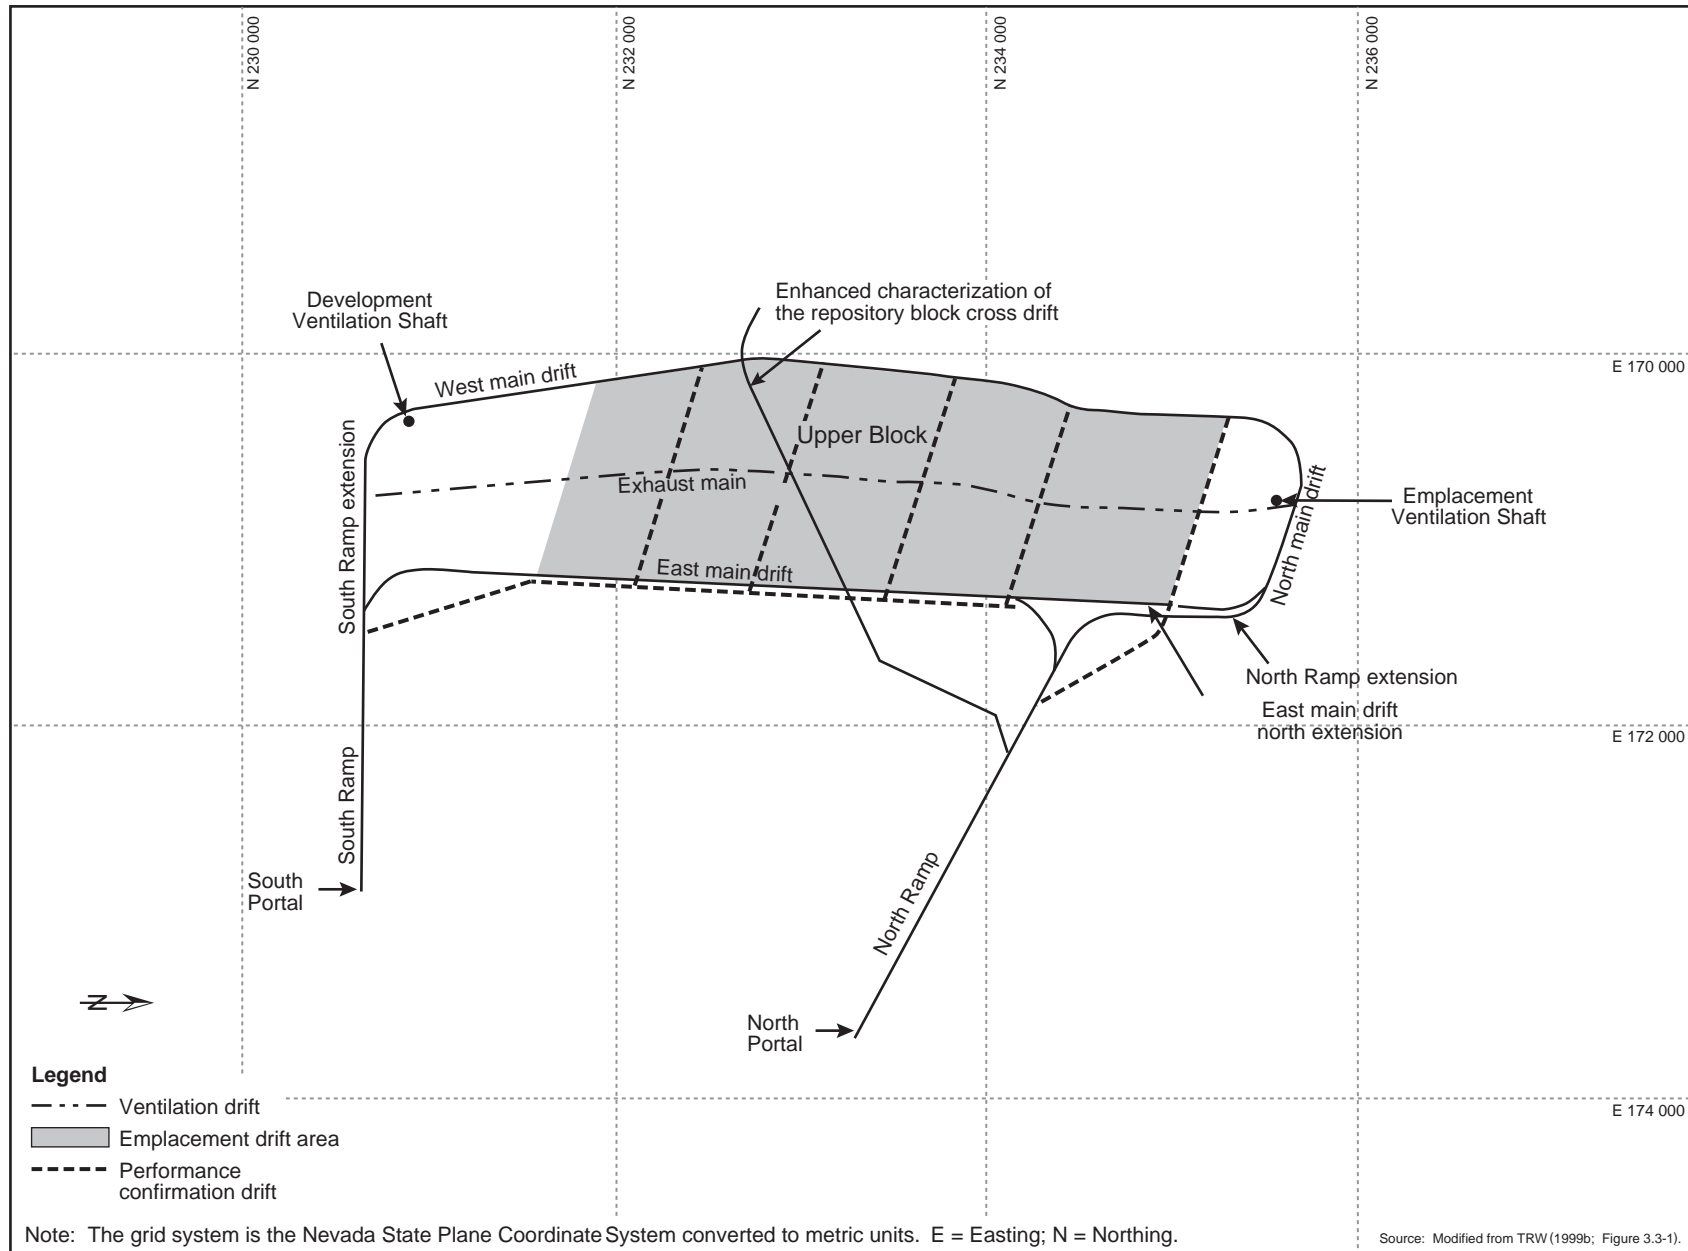 N 230 000
N 232 000
N 234 000
N 236 000
Development
Ventilation Shaft
Enhanced characterization of
the repository block cross drift
E 170 000
West main drift
Upper Block
South Ramp extension
Exhaust main
North main drift
Emplacement
Ventilation Shaft
East main drift
North Ramp extension
East main drift
north extension
E 172 000
South Ramp
South
Portal
North Ramp
N
North
Portal
Legend
Ventilation drift
E 174 000
Emplacement drift area
Performance
confirmation drift
Note: The grid system is the Nevada State Plane Coordinate System converted to metric units. E = Easting; N = Northing.
Source: Modified from TRW (1999b; Figure 3.3-1).